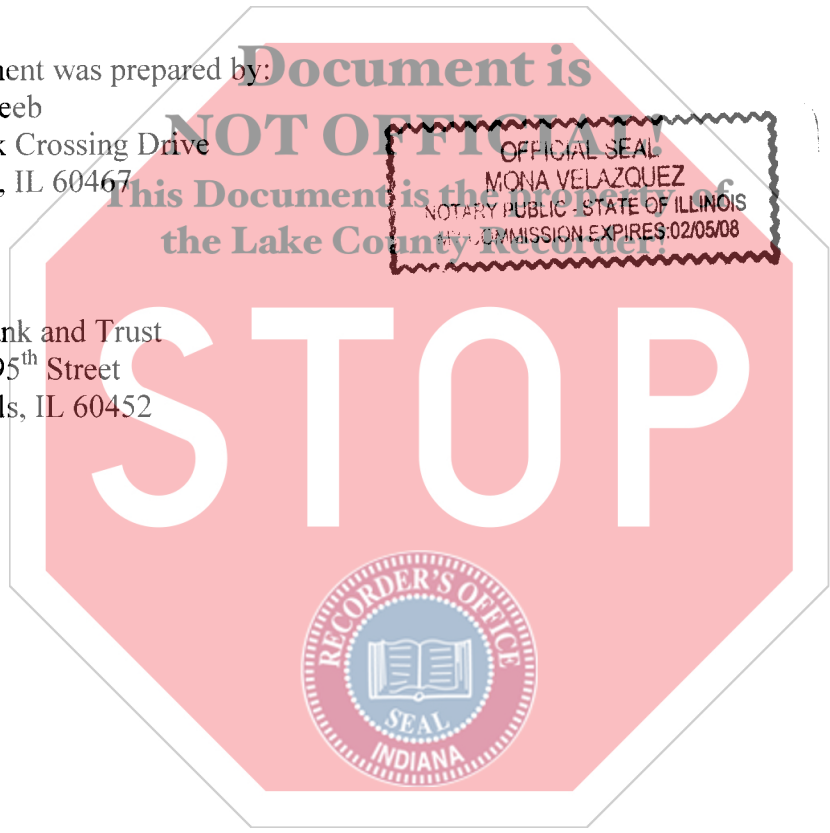 ent was prepared by:
eeb
k Crossing Drive
, IL 60467
Document is
NOT OFFICIAL!
This Document is the property of
the Lake County Recorder!
OFFICIAL SEAL
MONA VELAZQUEZ
NOTARY PUBLIC - STATE OF ILLINOIS
MY COMMISSION EXPIRES:02/05/08
nk and Trust
95th Street
ls, IL 60452
STOP
RECORDER'S OFFICE
SEAL
INDIANA